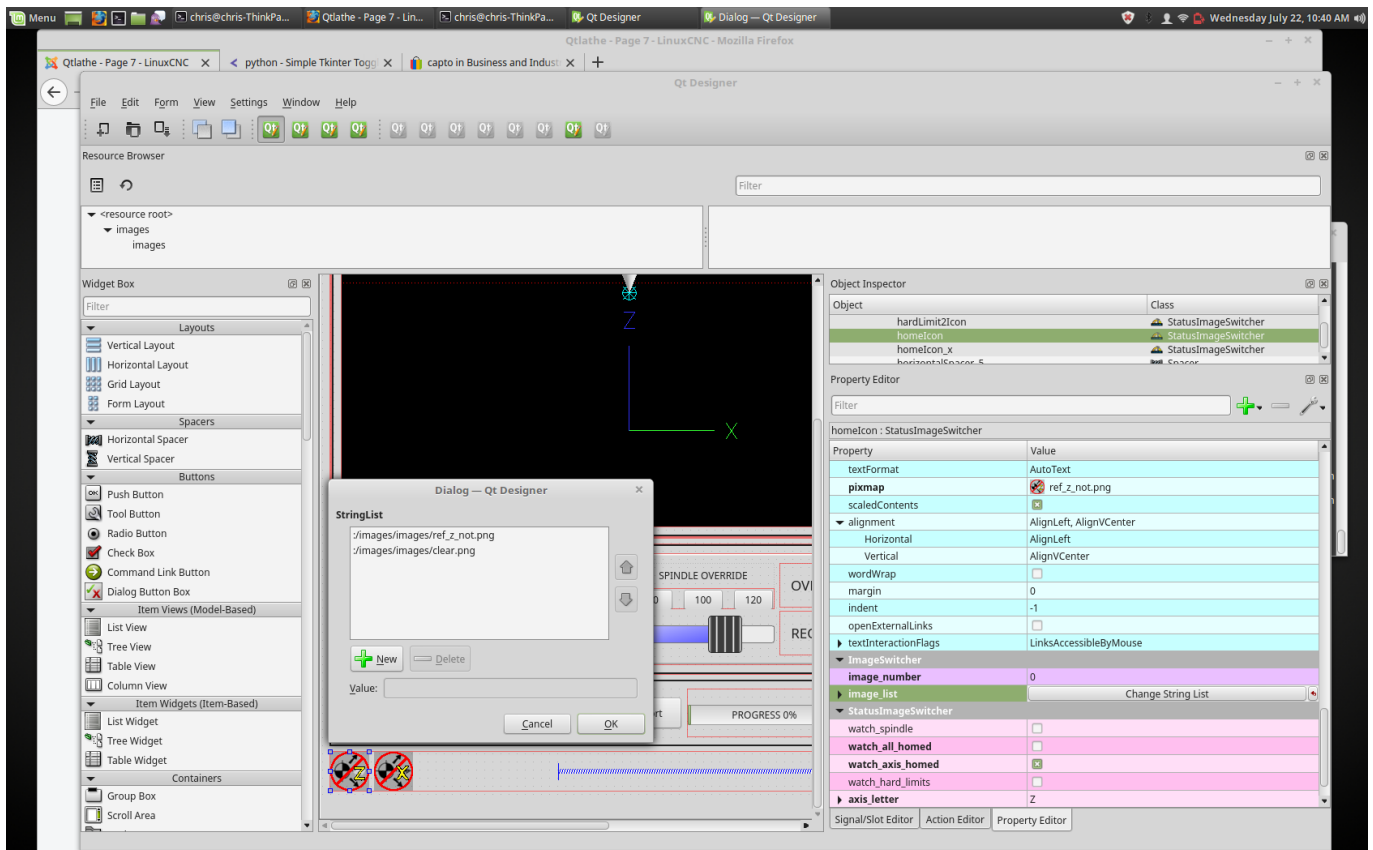 Menu chris@chris-ThinkPa... Qtlathe - Page 7 - Lin... chris@chris-ThinkPa... Qt Designer Dialog — Qt Designer Wednesday July 22, 10:40 AM
Qtlathe - Page 7 - LinuxCNC - Mozilla Firefox
Qtlathe - Page 7 - LinuxCNC python - Simple Tkinter Toggl capto in Business and Indust
Qt Designer
File Edit Form View Settings Window Help
Resource Browser
Filter
<resource root>
images
images
Widget Box
Filter
Layouts
Vertical Layout
Horizontal Layout
Grid Layout
Form Layout
Spacers
Horizontal Spacer
Vertical Spacer
Buttons
Push Button
Tool Button
Radio Button
Check Box
Command Link Button
Dialog Button Box
Item Views (Model-Based)
List View
Tree View
Table View
Column View
Item Widgets (Item-Based)
List Widget
Tree Widget
Table Widget
Containers
Group Box
Scroll Area
Z
X
Dialog — Qt Designer
StringList
:/images/images/ref_z_not.png
:/images/images/clear.png
New Delete
Value:
Cancel OK
SPINDLE OVERRIDE
100 120
PROGRESS 0%
Z X
Object Inspector
Object Class
hardLimit2Icon StatusImageSwitcher
homeIcon StatusImageSwitcher
homeIcon_x StatusImageSwitcher
horizontalSpacer_5 Spacer
Property Editor
Filter
homeIcon : StatusImageSwitcher
Property Value
textFormat AutoText
pixmap ref_z_not.png
scaledContents
alignment AlignLeft, AlignVCenter
Horizontal AlignLeft
Vertical AlignVCenter
wordWrap
margin 0
indent -1
openExternalLinks
textInteractionFlags LinksAccessibleByMouse
ImageSwitcher
image_number 0
image_list Change String List
StatusImageSwitcher
watch_spindle
watch_all_homed
watch_axis_homed
watch_hard_limits
axis_letter Z
Signal/Slot Editor Action Editor Property Editor